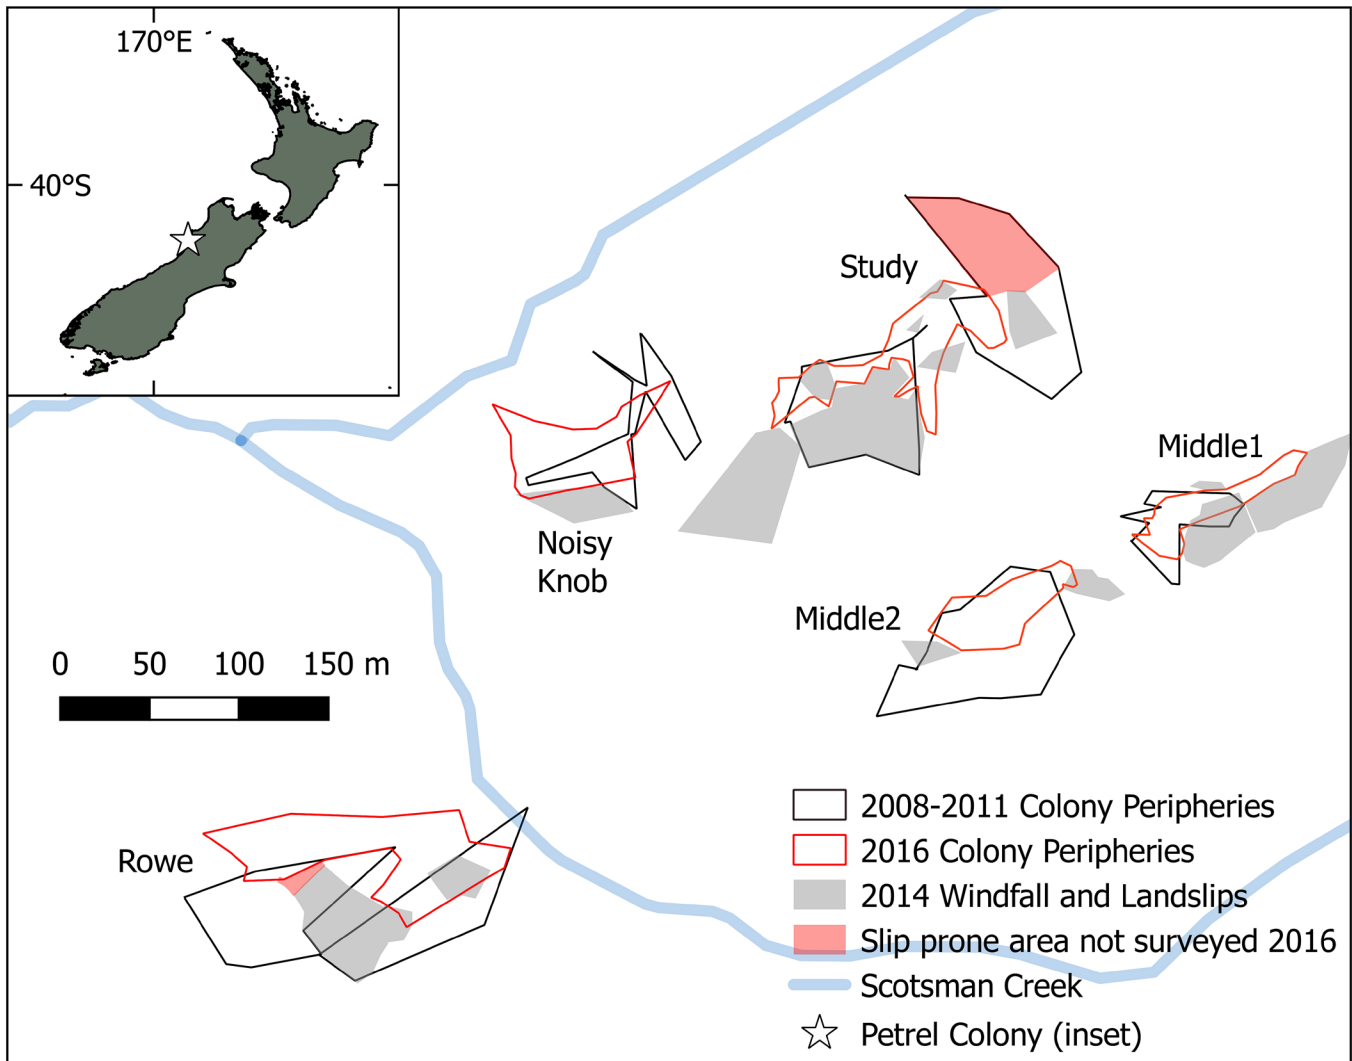 170°E
40°S
Study
Middle1
Noisy
Knob
Middle2
0 50 100 150 m
Rowe
2008-2011 Colony Peripheries
2016 Colony Peripheries
2014 Windfall and Landslips
Slip prone area not surveyed 2016
Scotsman Creek
Petrel Colony (inset)